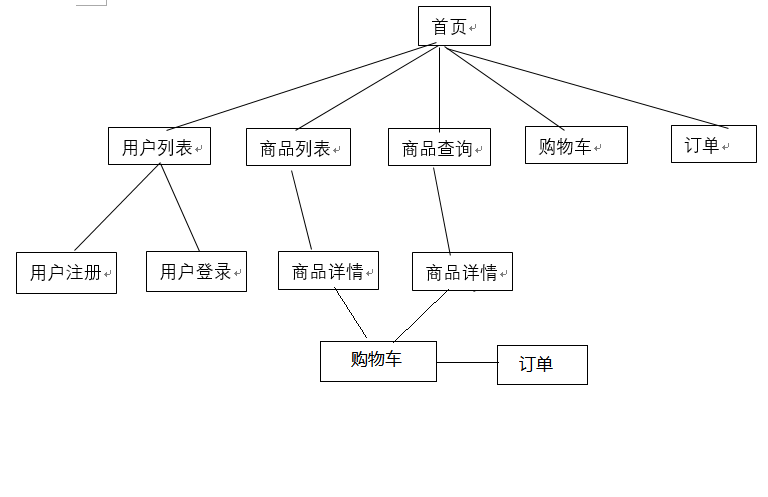 首页
用户列表
商品列表
商品查询
购物车
订单
用户注册
用户登录
商品详情
商品详情
购物车
订单